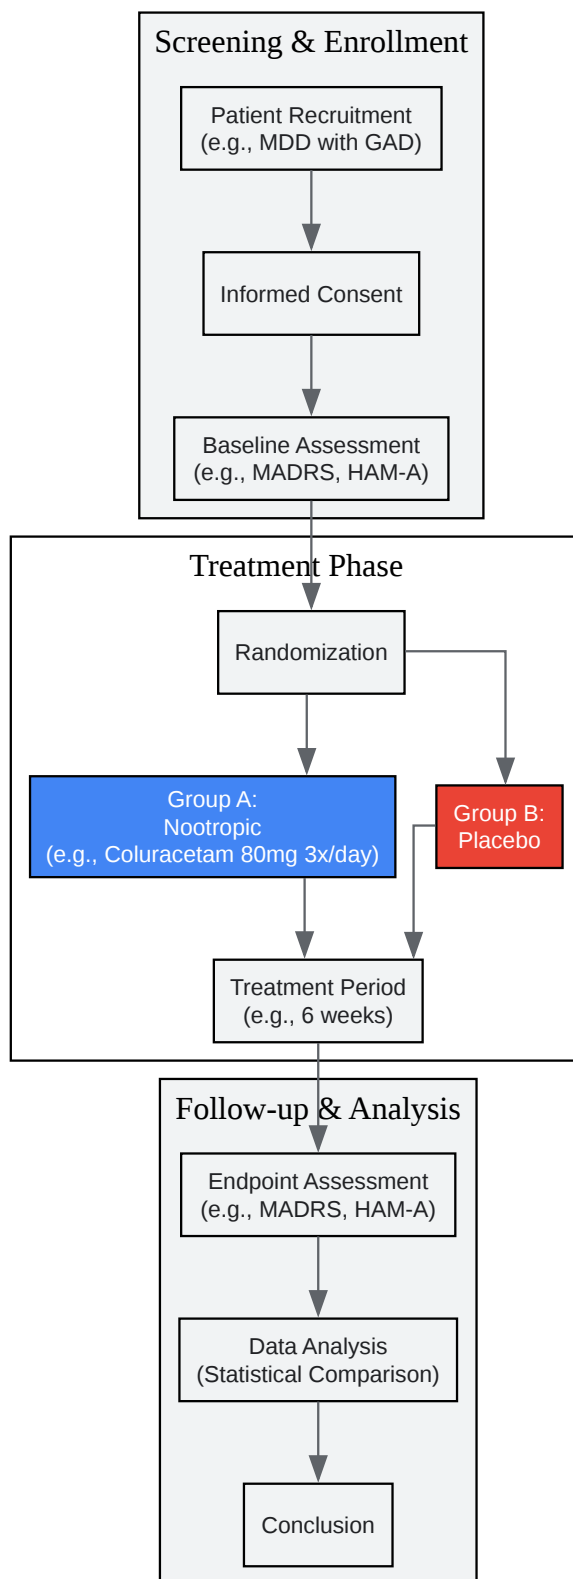 Screening & Enrollment
Patient Recruitment
(e.g., MDD with GAD)
Informed Consent
Baseline Assessment
(e.g., MADRS, HAM-A)
Treatment Phase
Randomization
Group A:
Nootropic
(e.g., Coluracetam 80mg 3x/day)
Group B:
Placebo
Treatment Period
(e.g., 6 weeks)
Follow-up & Analysis
Endpoint Assessment
(e.g., MADRS, HAM-A)
Data Analysis
(Statistical Comparison)
Conclusion